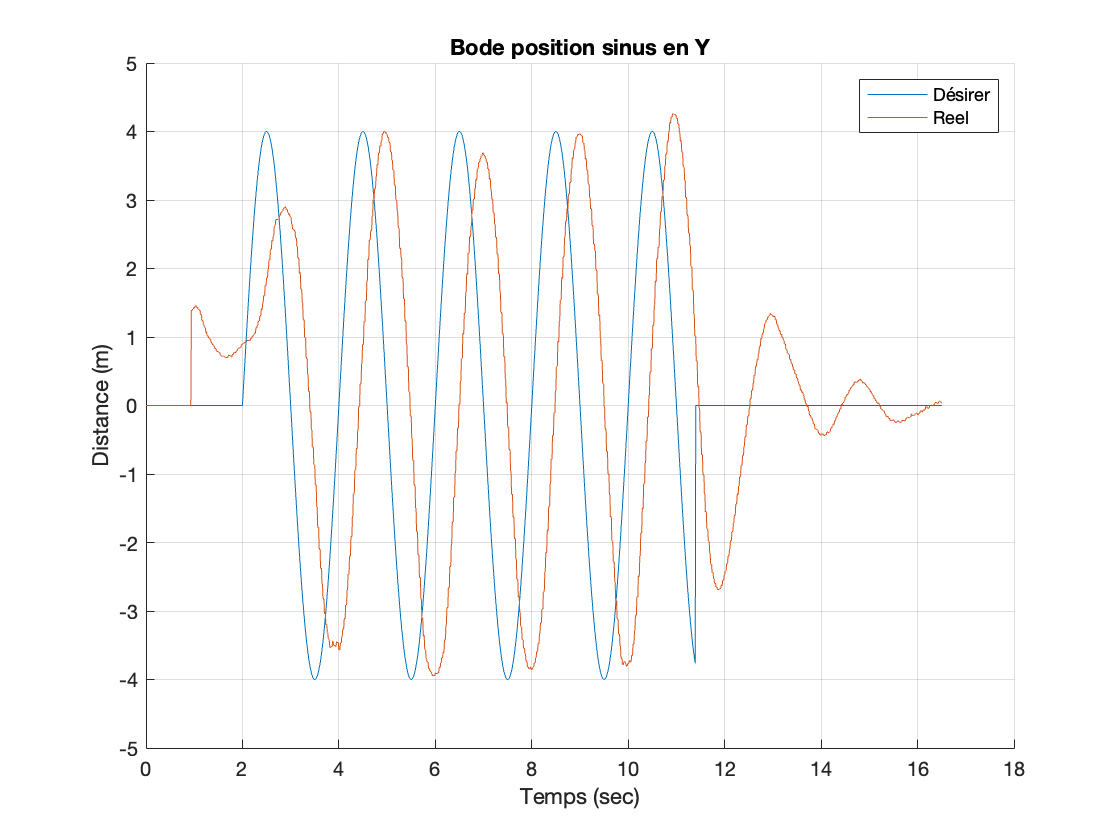 Bode position sinus en Y
Désirer
Reel
5
4
3
2
1
0
-1
-2
-3
-4
-5
Distance (m)
0 2 4 6 8 10 12 14 16 18
Temps (sec)